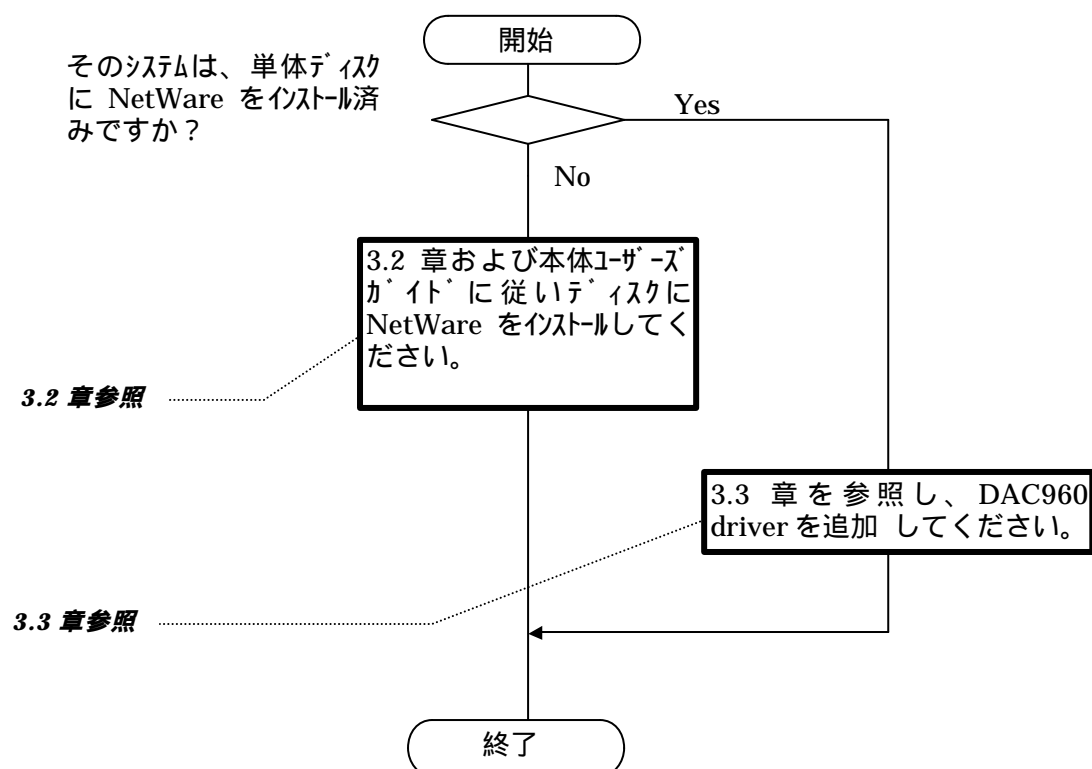 開始
そのｼｽﾃﾑは、単体ﾃﾞｨｽｸ
に NetWare をｲﾝｽﾄｰﾙ済
みですか？
Yes
No
3.2 章および本体ﾕｰｻﾞｰｽﾞ
ｶﾞｲﾄﾞに従いﾃﾞｨｽｸに
NetWare をｲﾝｽﾄｰﾙしてく
ださい。
3.2 章参照
3.3 章を参照し、DAC960
driver を追加 してください。
3.3 章参照
終了